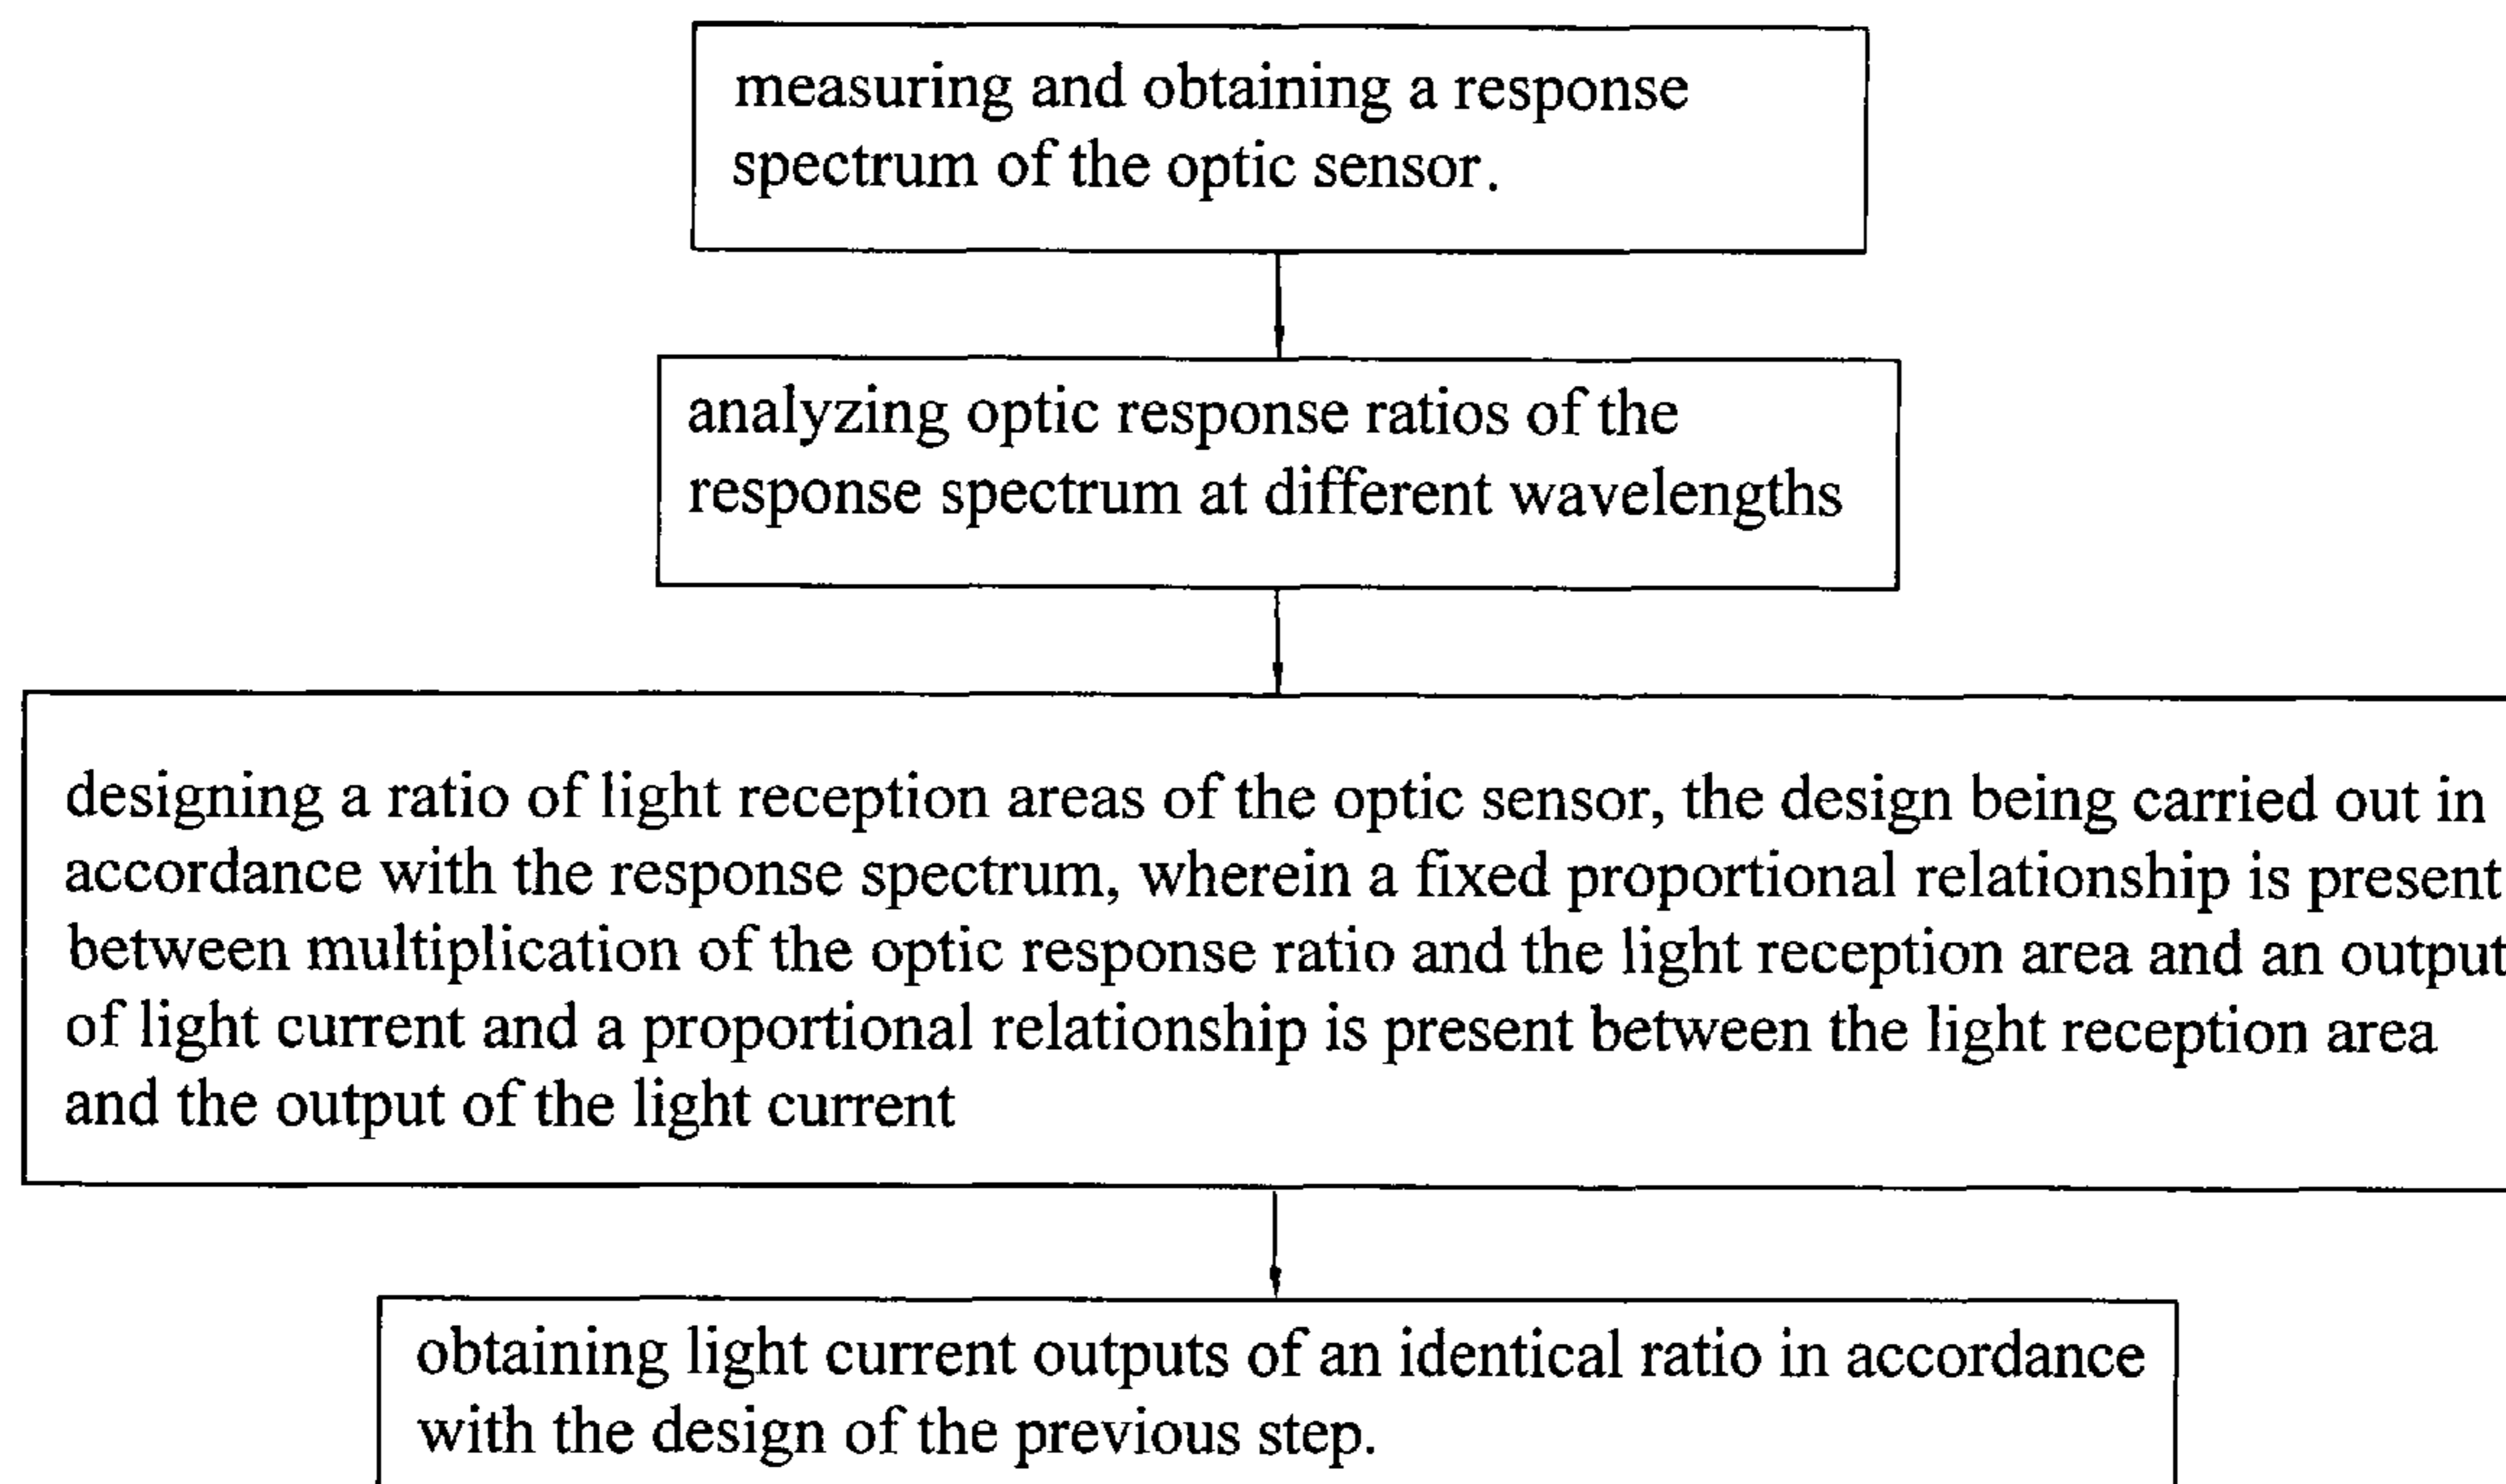 measuring and obtaining a response
spectrum of the optic sensor.
analyzing optic response ratios of the
response spectrum at different wavelengths
designing a ratio of light reception areas of the optic sensor, the design being carried out in
accordance with the response spectrum, wherein a fixed proportional relationship is present
between multiplication of the optic response ratio and the light reception area and an output
of light current and a proportional relationship is present between the light reception area
and the output of the light current
obtaining light current outputs of an identical ratio in accordance
with the design of the previous step.